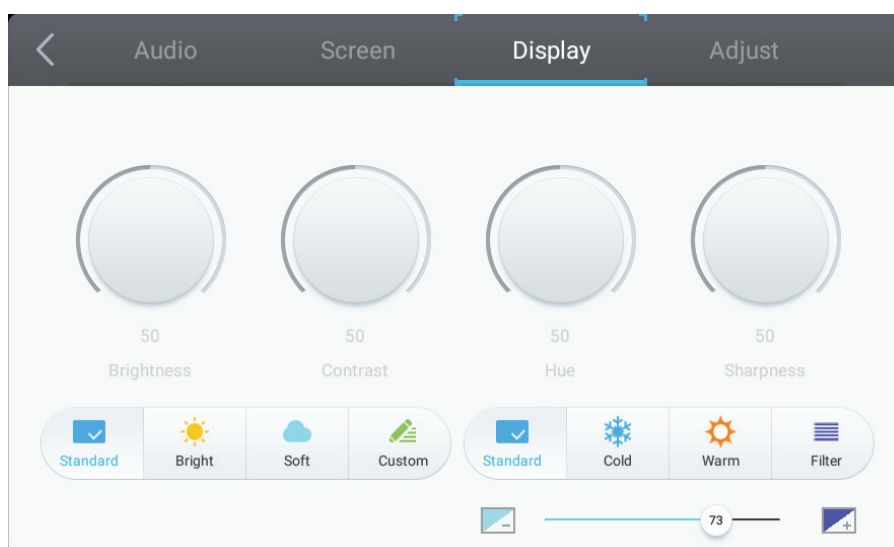 Audio Screen Display Adjust
50 50 50 50
Brightness Contrast Hue Sharpness
Standard Bright Soft Custom Standard Cold Warm Filter
73